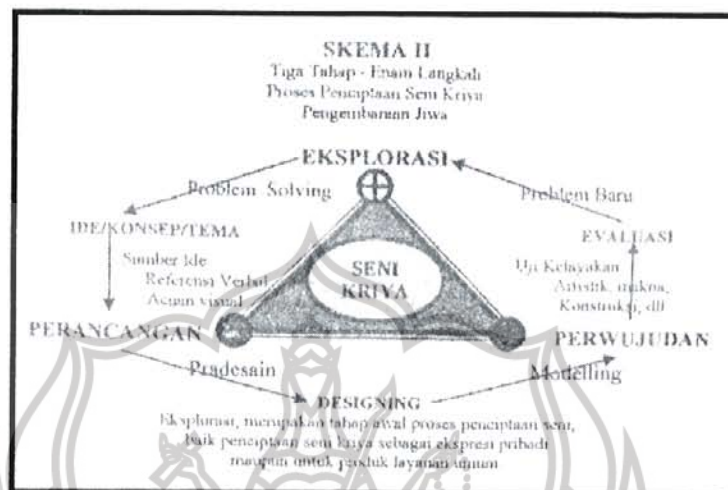 SKEMA II
Tiga Tahap - Enam Langkah
Proses Penciptaan Seni Kriya
Pengembaraan Jiwa
EKSPLORASI
Problem Solving
Problem Baru
IDE/KONSEP/TEMA
EVALUASI
Sumber Ide
Referensi Verbal
Acuan visual
SENI
KRIYA
Uji Kelayakan
Artistik, makna,
Konstruksi, dll
PERANCANGAN
PERWUJUDAN
Pradesain
Modelling
DESIGNING
Eksplorasi, merupakan tahap awal proses penciptaan seni,
baik penciptaan seni kriya sebagai ekspresi pribadi
maupun untuk produk layanan umum